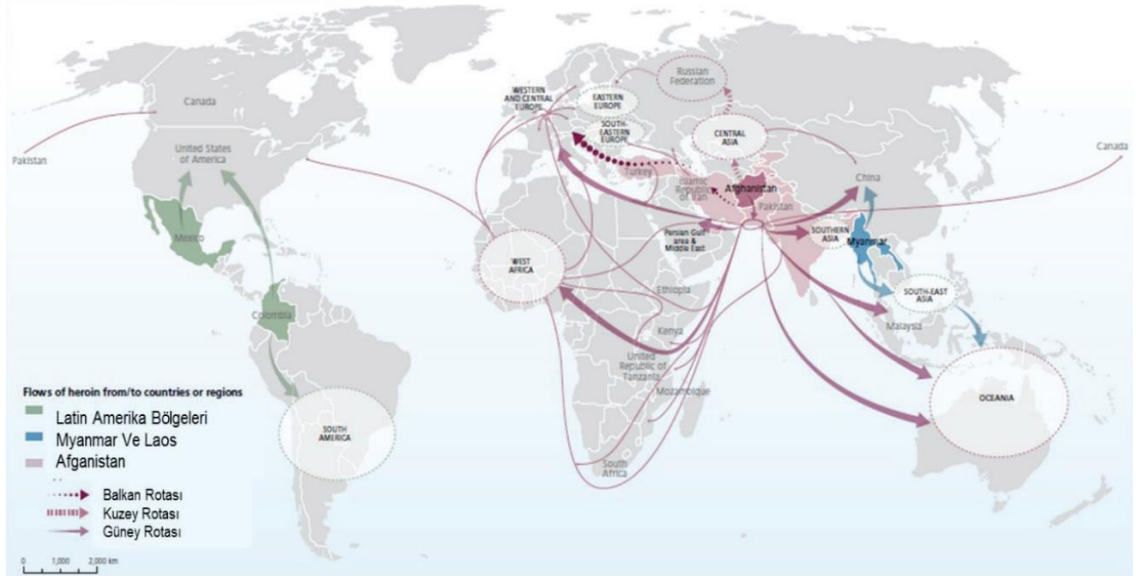 Russian
Federation
WESTERN
AND CENTRAL
EUROPE
EASTERN
EUROPE
Canada
SOUTH-
EASTERN
EUROPE
CENTRAL
ASIA
Pakistan
United States
of America
Canada
Turkey
Islamic
Republic
of Iran
Afghanistan
China
Pakistan
Mexico
Persian Gulf
area &
Middle East
SOUTHERN
ASIA
Myanmar
WEST
AFRICA
Ethiopia
SOUTH-EAST
ASIA
Colombia
Kenya
Malaysia
United
Republic of
Tanzania
Mozambique
OCEANIA
SOUTH
AMERICA
South
Africa
Flows of heroin from/to countries or regions
Latin Amerika Bölgeleri
Myanmar Ve Laos
Afganistan
Balkan Rotası
Kuzey Rotası
Güney Rotası
0 1,000 2,000 km